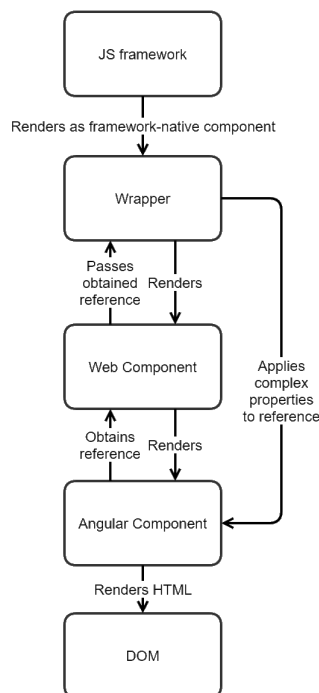 JS framework
Renders as framework-native component
Wrapper
Passes
obtained
reference
Renders
Web Component
Applies
complex
properties
to reference
Obtains
reference
Renders
Angular Component
Renders HTML
DOM